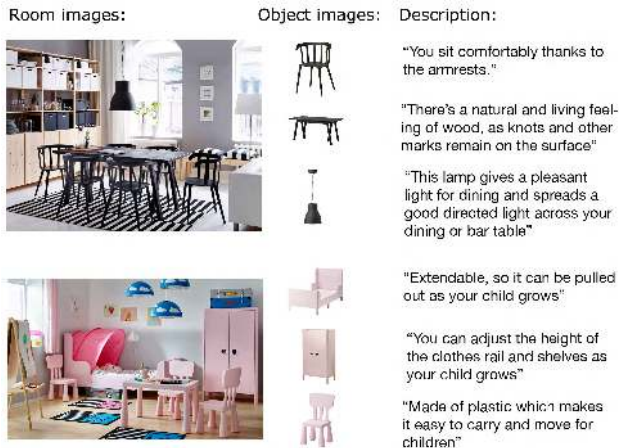 Room images:
Object images:
Description:
"You sit comfortably thanks to
the armrests."
"There's a natural and living feel-
ing of wood, as knots and other
marks remain on the surface"
"This lamp gives a pleasant
light for dining and spreads a
good directed light across your
dining or bar table"
"Extendable, so it can be pulled
out as your child grows"
"You can adjust the height of
the clothes rail and shelves as
your child grows"
"Made of plastic which makes
it easy to carry and move for
children"